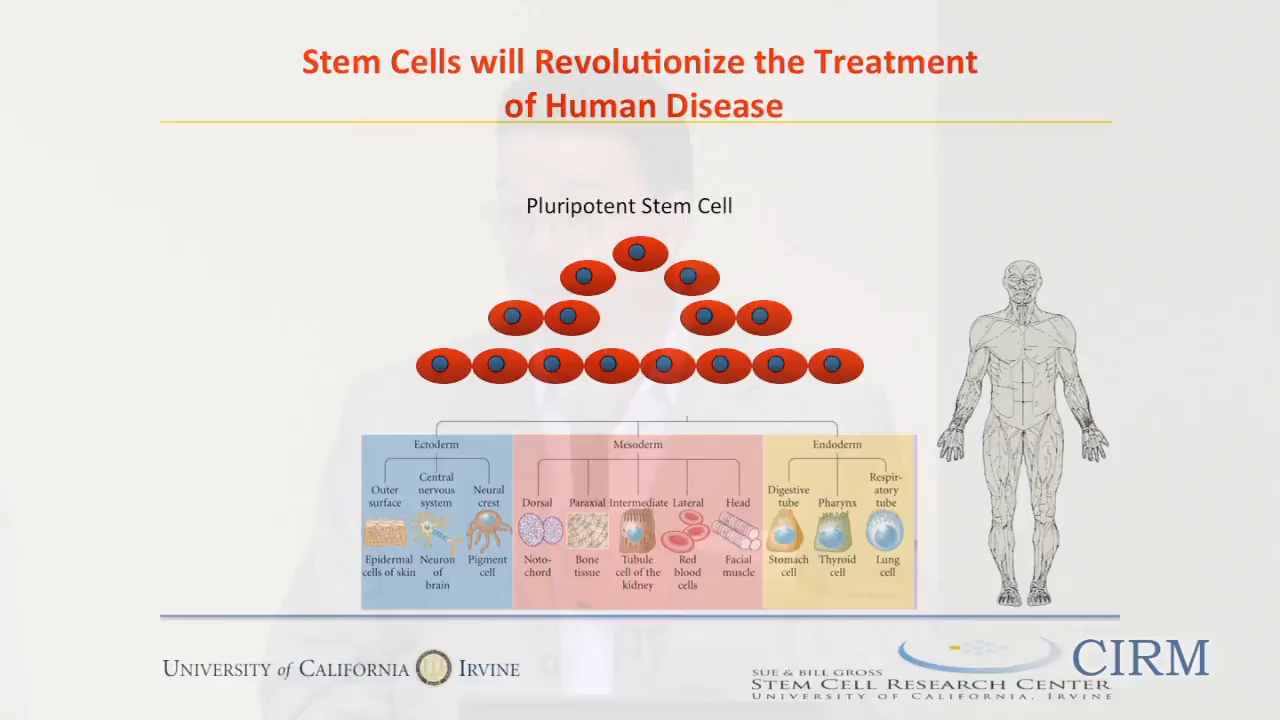 Stem Cells will Revolutionize the Treatment
of Human Disease
Pluripotent Stem Cell
Ectoderm
Mesoderm
Endoderm
Outer surface
Central nervous system
Neural crest
Dorsal
Paraxial
Intermediate
Lateral
Head
Digestive tube
Pharynx
Respir-atory tube
Epidermal cells of skin
Neuron of brain
Pigment cell
Noto-chord
Bone tissue
Tubule cell of the kidney
Red blood cells
Facial muscle
Stomach cell
Thyroid cell
Lung cell
UNIVERSITY of CALIFORNIA IRVINE
SUE & BILL GROSS
STEM CELL RESEARCH CENTER
UNIVERSITY OF CALIFORNIA, IRVINE
CIRM